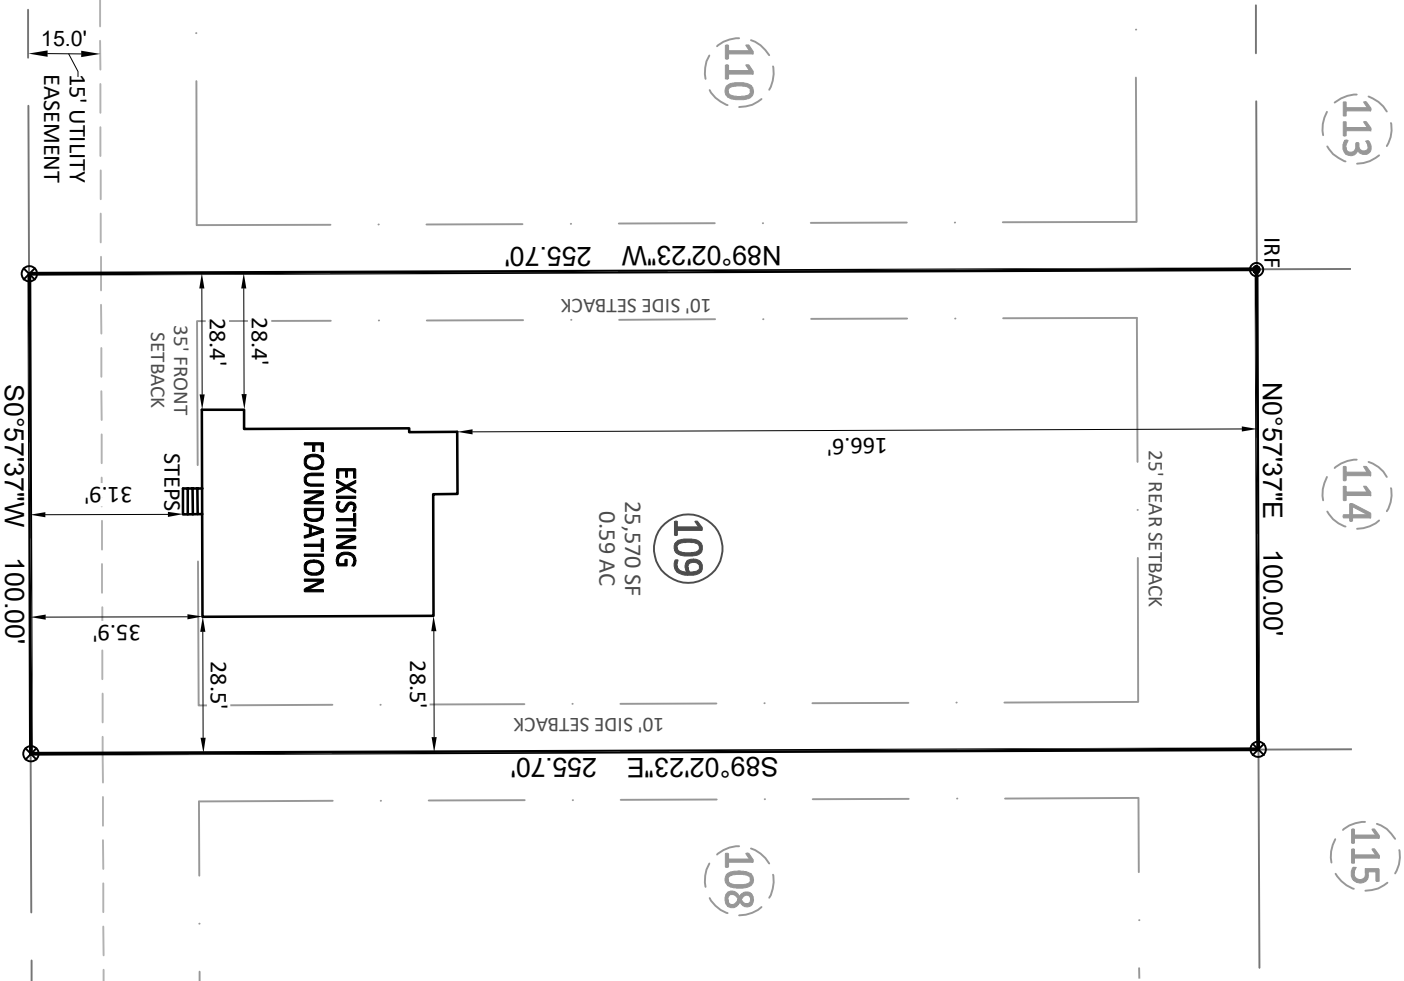 15.0'
15' UTILITY
EASEMENT
110
113
IRF
N89°02'23"W 255.70'
10' SIDE SETBACK
28.4'
28.4'
35' FRONT
SETBACK
S0°57'37"W 100.00'
N0°57'37"E 100.00'
166.6'
25' REAR SETBACK
114
STEPS
31.9'
EXISTING
FOUNDATION
109
25,570 SF
0.59 AC
35.9'
28.5'
28.5'
10' SIDE SETBACK
S89°02'23"E 255.70'
108
115